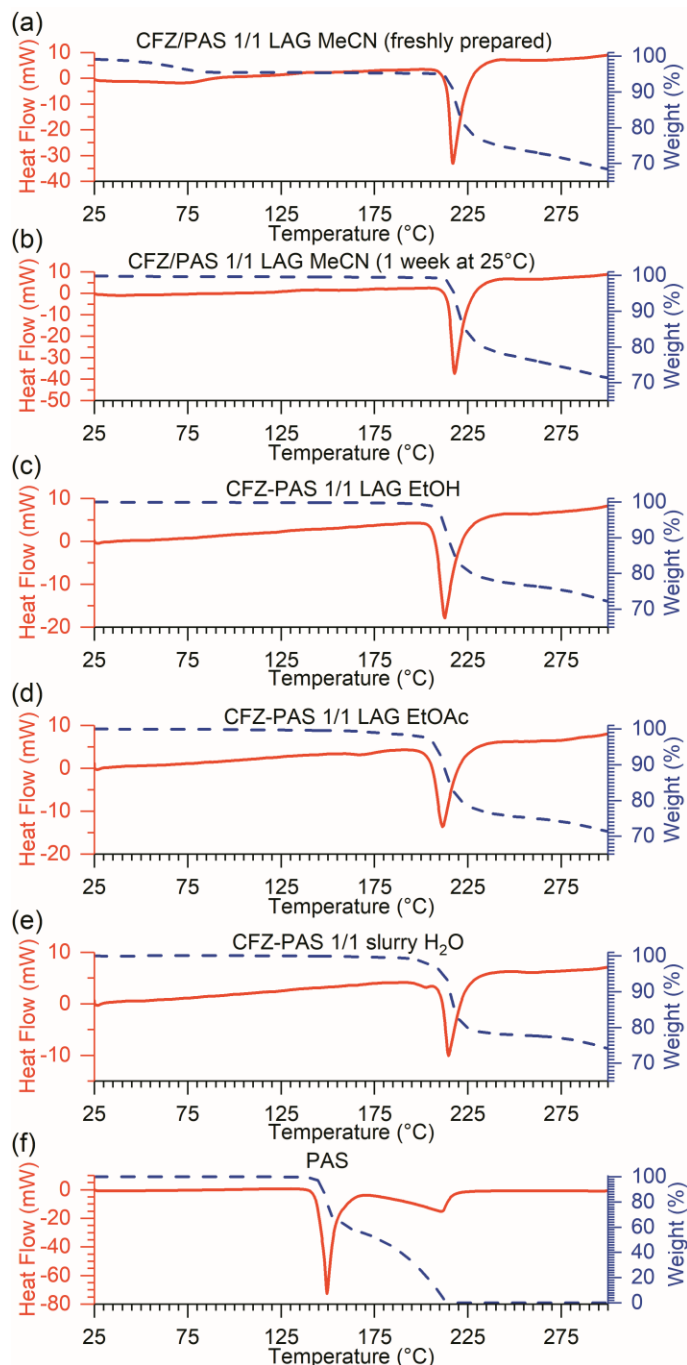 (a)
CFZ/PAS 1/1 LAG MeCN (freshly prepared)
Heat Flow (mW)
10
0
-10
-20
-30
-40
100
90
80
70
Weight (%)
25 75 125 175 225 275
Temperature (°C)
(b)
CFZ/PAS 1/1 LAG MeCN (1 week at 25°C)
Heat Flow (mW)
10
0
-10
-20
-30
-40
-50
100
90
80
70
Weight (%)
25 75 125 175 225 275
Temperature (°C)
(c)
CFZ-PAS 1/1 LAG EtOH
Heat Flow (mW)
10
0
-10
-20
100
90
80
70
Weight (%)
25 75 125 175 225 275
Temperature (°C)
(d)
CFZ-PAS 1/1 LAG EtOAc
Heat Flow (mW)
10
0
-10
-20
100
90
80
70
Weight (%)
25 75 125 175 225 275
Temperature (°C)
(e)
CFZ-PAS 1/1 slurry H₂O
Heat Flow (mW)
10
0
-10
100
90
80
70
Weight (%)
25 75 125 175 225 275
Temperature (°C)
(f)
PAS
Heat Flow (mW)
0
-20
-40
-60
-80
100
80
60
40
20
0
Weight (%)
25 75 125 175 225 275
Temperature (°C)